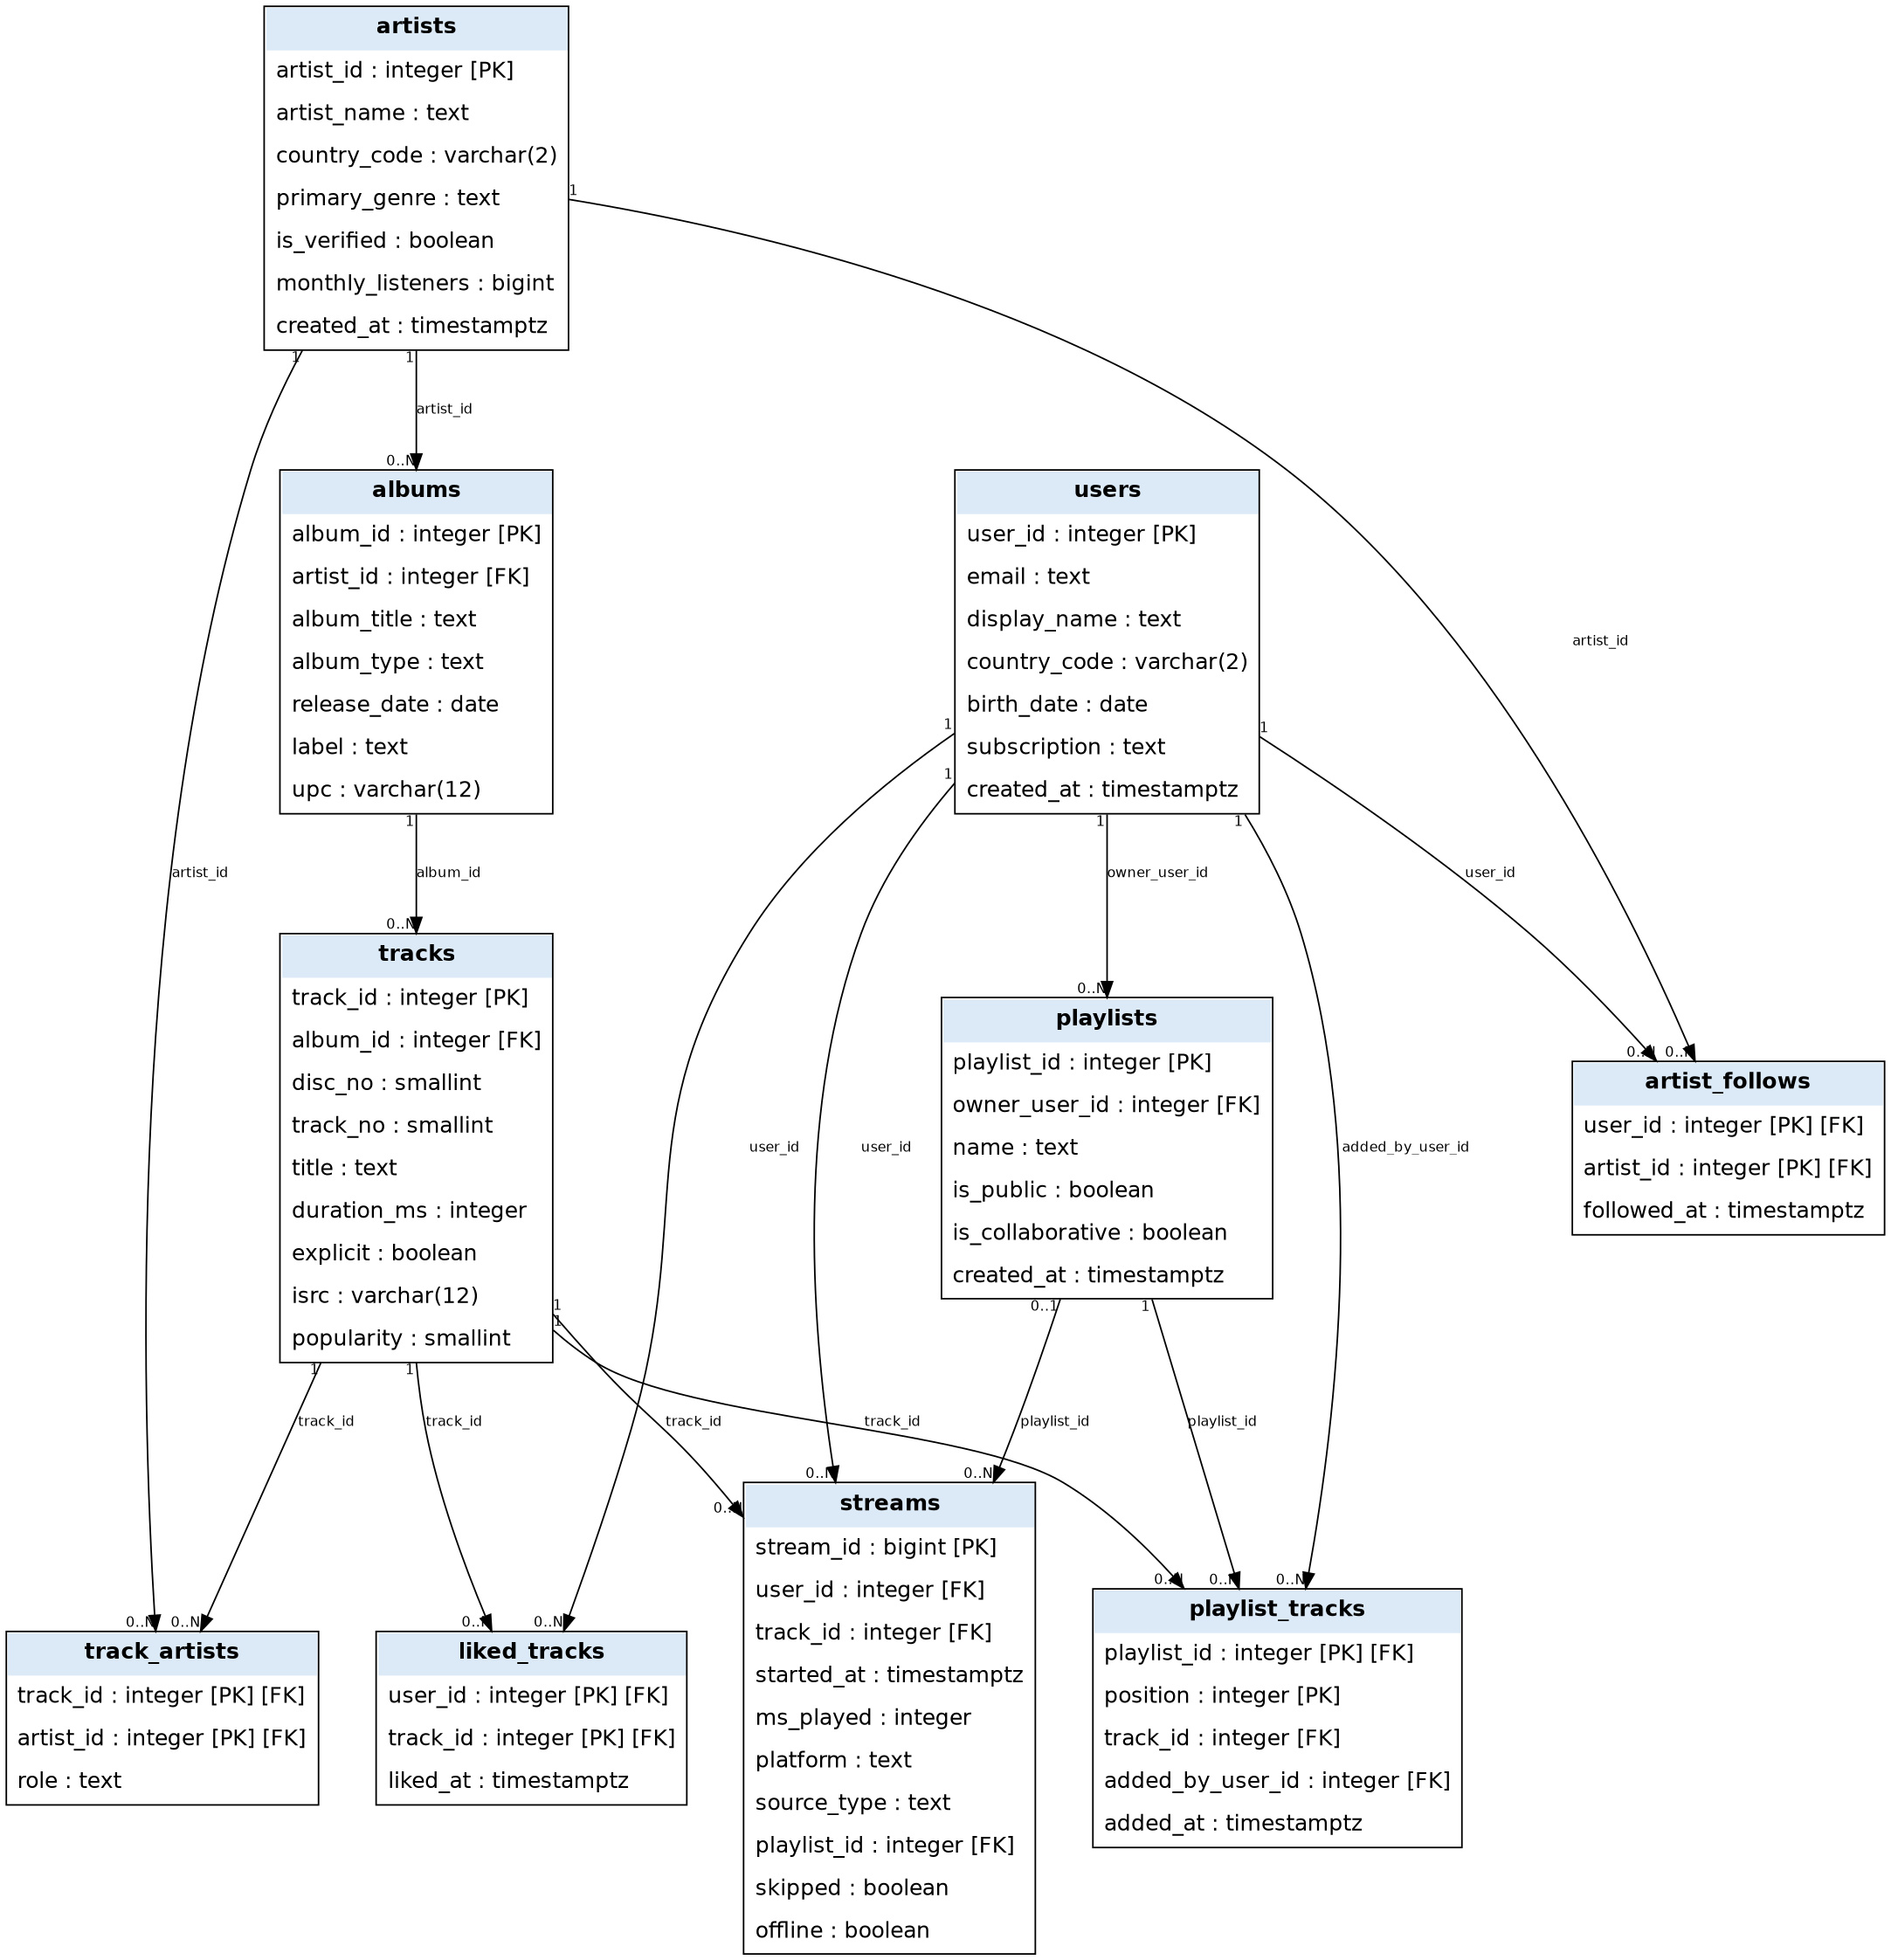 artists
artist_id : integer [PK]
artist_name : text
country_code : varchar(2)
primary_genre : text
is_verified : boolean
monthly_listeners : bigint
created_at : timestamptz
1
1
1
artist_id
artist_id
artist_id
0..N
albums
album_id : integer [PK]
artist_id : integer [FK]
album_title : text
album_type : text
release_date : date
label : text
upc : varchar(12)
1
album_id
0..N
users
user_id : integer [PK]
email : text
display_name : text
country_code : varchar(2)
birth_date : date
subscription : text
created_at : timestamptz
1
1
1
1
1
owner_user_id
user_id
user_id
user_id
added_by_user_id
tracks
track_id : integer [PK]
album_id : integer [FK]
disc_no : smallint
track_no : smallint
title : text
duration_ms : integer
explicit : boolean
isrc : varchar(12)
popularity : smallint
1
1
1
1
track_id
track_id
track_id
track_id
0..N
playlists
playlist_id : integer [PK]
owner_user_id : integer [FK]
name : text
is_public : boolean
is_collaborative : boolean
created_at : timestamptz
0..1
1
playlist_id
playlist_id
0..N
0..N
artist_follows
user_id : integer [PK] [FK]
artist_id : integer [PK] [FK]
followed_at : timestamptz
0..N
0..N
track_artists
track_id : integer [PK] [FK]
artist_id : integer [PK] [FK]
role : text
0..N
0..N
liked_tracks
user_id : integer [PK] [FK]
track_id : integer [PK] [FK]
liked_at : timestamptz
0..N
0..N
0..N
streams
stream_id : bigint [PK]
user_id : integer [FK]
track_id : integer [FK]
started_at : timestamptz
ms_played : integer
platform : text
source_type : text
playlist_id : integer [FK]
skipped : boolean
offline : boolean
0..N
0..N
0..N
playlist_tracks
playlist_id : integer [PK] [FK]
position : integer [PK]
track_id : integer [FK]
added_by_user_id : integer [FK]
added_at : timestamptz